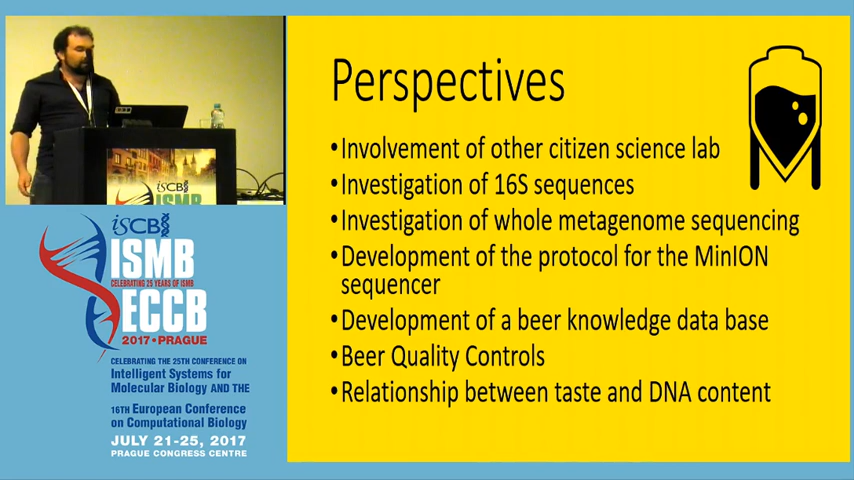 Perspectives
•Involvement of other citizen science lab
•Investigation of 16S sequences
•Investigation of whole metagenome sequencing
•Development of the protocol for the MinION
sequencer
•Development of a beer knowledge data base
•Beer Quality Controls
•Relationship between taste and DNA content
iSCB
ISMB
iSCB
ISMB
CELEBRATING 25 YEARS OF ISMB
ECCB
2017•PRAGUE
CELEBRATING THE 25TH CONFERENCE ON
Intelligent Systems for
Molecular Biology AND THE
16TH European Conference
on Computational Biology
JULY 21-25, 2017
PRAGUE CONGRESS CENTRE